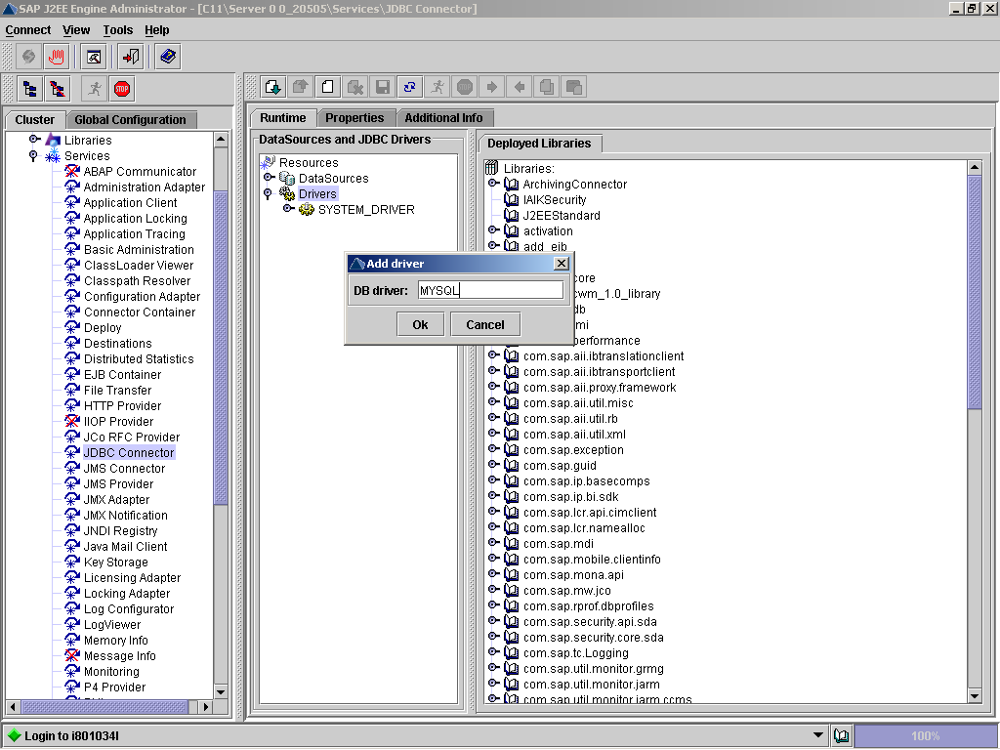 SAP J2EE Engine Administrator - [C11\Server 0 0_20505\Services\JDBC Connector]
Connect View Tools Help
STOP
Cluster
Global Configuration
Libraries
Services
ABAP Communicator
Administration Adapter
Application Client
Application Locking
Application Tracing
Basic Administration
ClassLoader Viewer
Classpath Resolver
Configuration Adapter
Connector Container
Deploy
Destinations
Distributed Statistics
EJB Container
File Transfer
HTTP Provider
IIOP Provider
JCo RFC Provider
JDBC Connector
JMS Connector
JMS Provider
JMX Adapter
JMX Notification
JNDI Registry
Java Mail Client
Key Storage
Licensing Adapter
Locking Adapter
Log Configurator
LogViewer
Memory Info
Message Info
Monitoring
P4 Provider
Runtime
Properties
Additional Info
DataSources and JDBC Drivers
Resources
DataSources
Drivers
SYSTEM_DRIVER
Add driver
DB driver: MYSQL
Ok
Cancel
Deployed Libraries
Libraries:
ArchivingConnector
IAIKSecurity
J2EEStandard
activation
add_eib
core
cwm_1.0_library
db
mi
performance
com.sap.aii.ibtranslationclient
com.sap.aii.ibtransportclient
com.sap.aii.proxy.framework
com.sap.aii.util.misc
com.sap.aii.util.rb
com.sap.aii.util.xml
com.sap.exception
com.sap.guid
com.sap.ip.basecomps
com.sap.ip.bi.sdk
com.sap.lcr.api.cimclient
com.sap.lcr.namealloc
com.sap.mdi
com.sap.mobile.clientinfo
com.sap.mona.api
com.sap.mw.jco
com.sap.rprof.dbprofiles
com.sap.security.api.sda
com.sap.security.core.sda
com.sap.tc.Logging
com.sap.util.monitor.grmg
com.sap.util.monitor.jarm
com.sap.util.monitor.jarm.ccms
Login to i801034l
100%